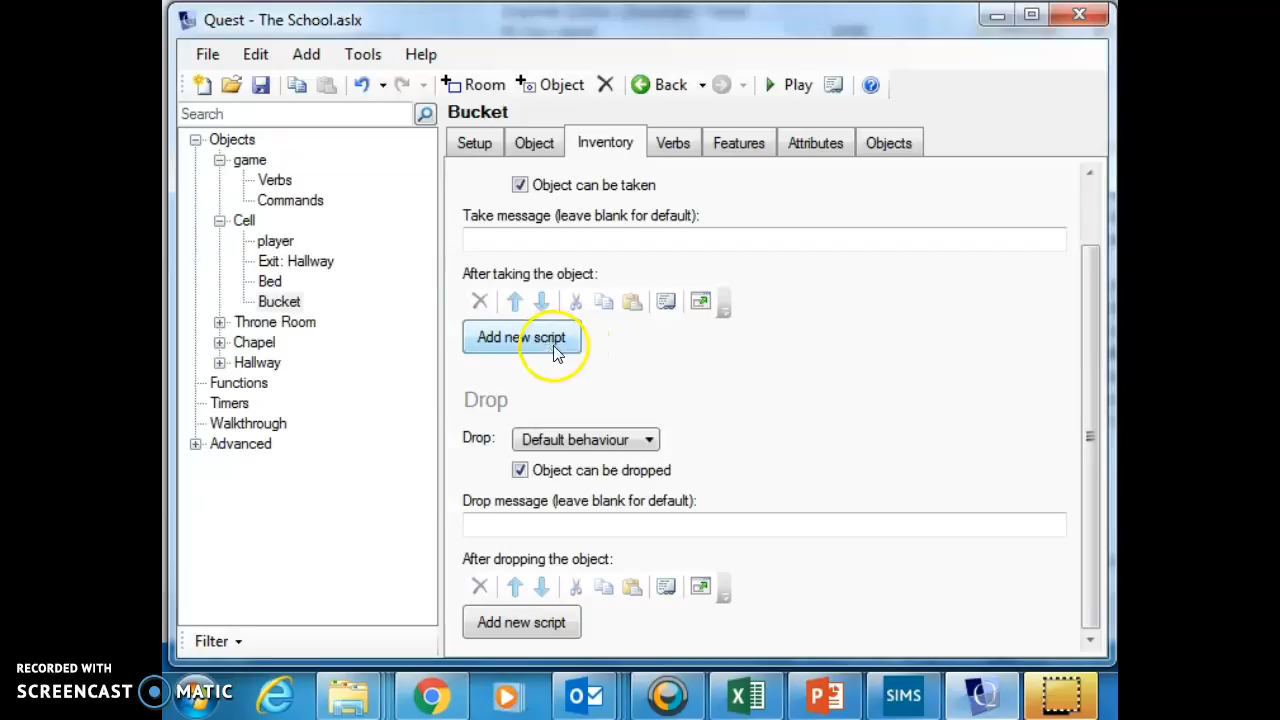 Quest - The School.aslx
File Edit Add Tools Help
Room Object Back Play
Search
Bucket
Setup Object Inventory Verbs Features Attributes Objects
Objects
game
Verbs
Commands
Cell
player
Exit: Hallway
Bed
Bucket
Throne Room
Chapel
Hallway
Functions
Timers
Walkthrough
Advanced
Filter
Object can be taken
Take message (leave blank for default):
After taking the object:
Add new script
Drop
Drop: Default behaviour
Object can be dropped
Drop message (leave blank for default):
After dropping the object:
Add new script
RECORDED WITH
SCREENCAST MATIC
SIMS